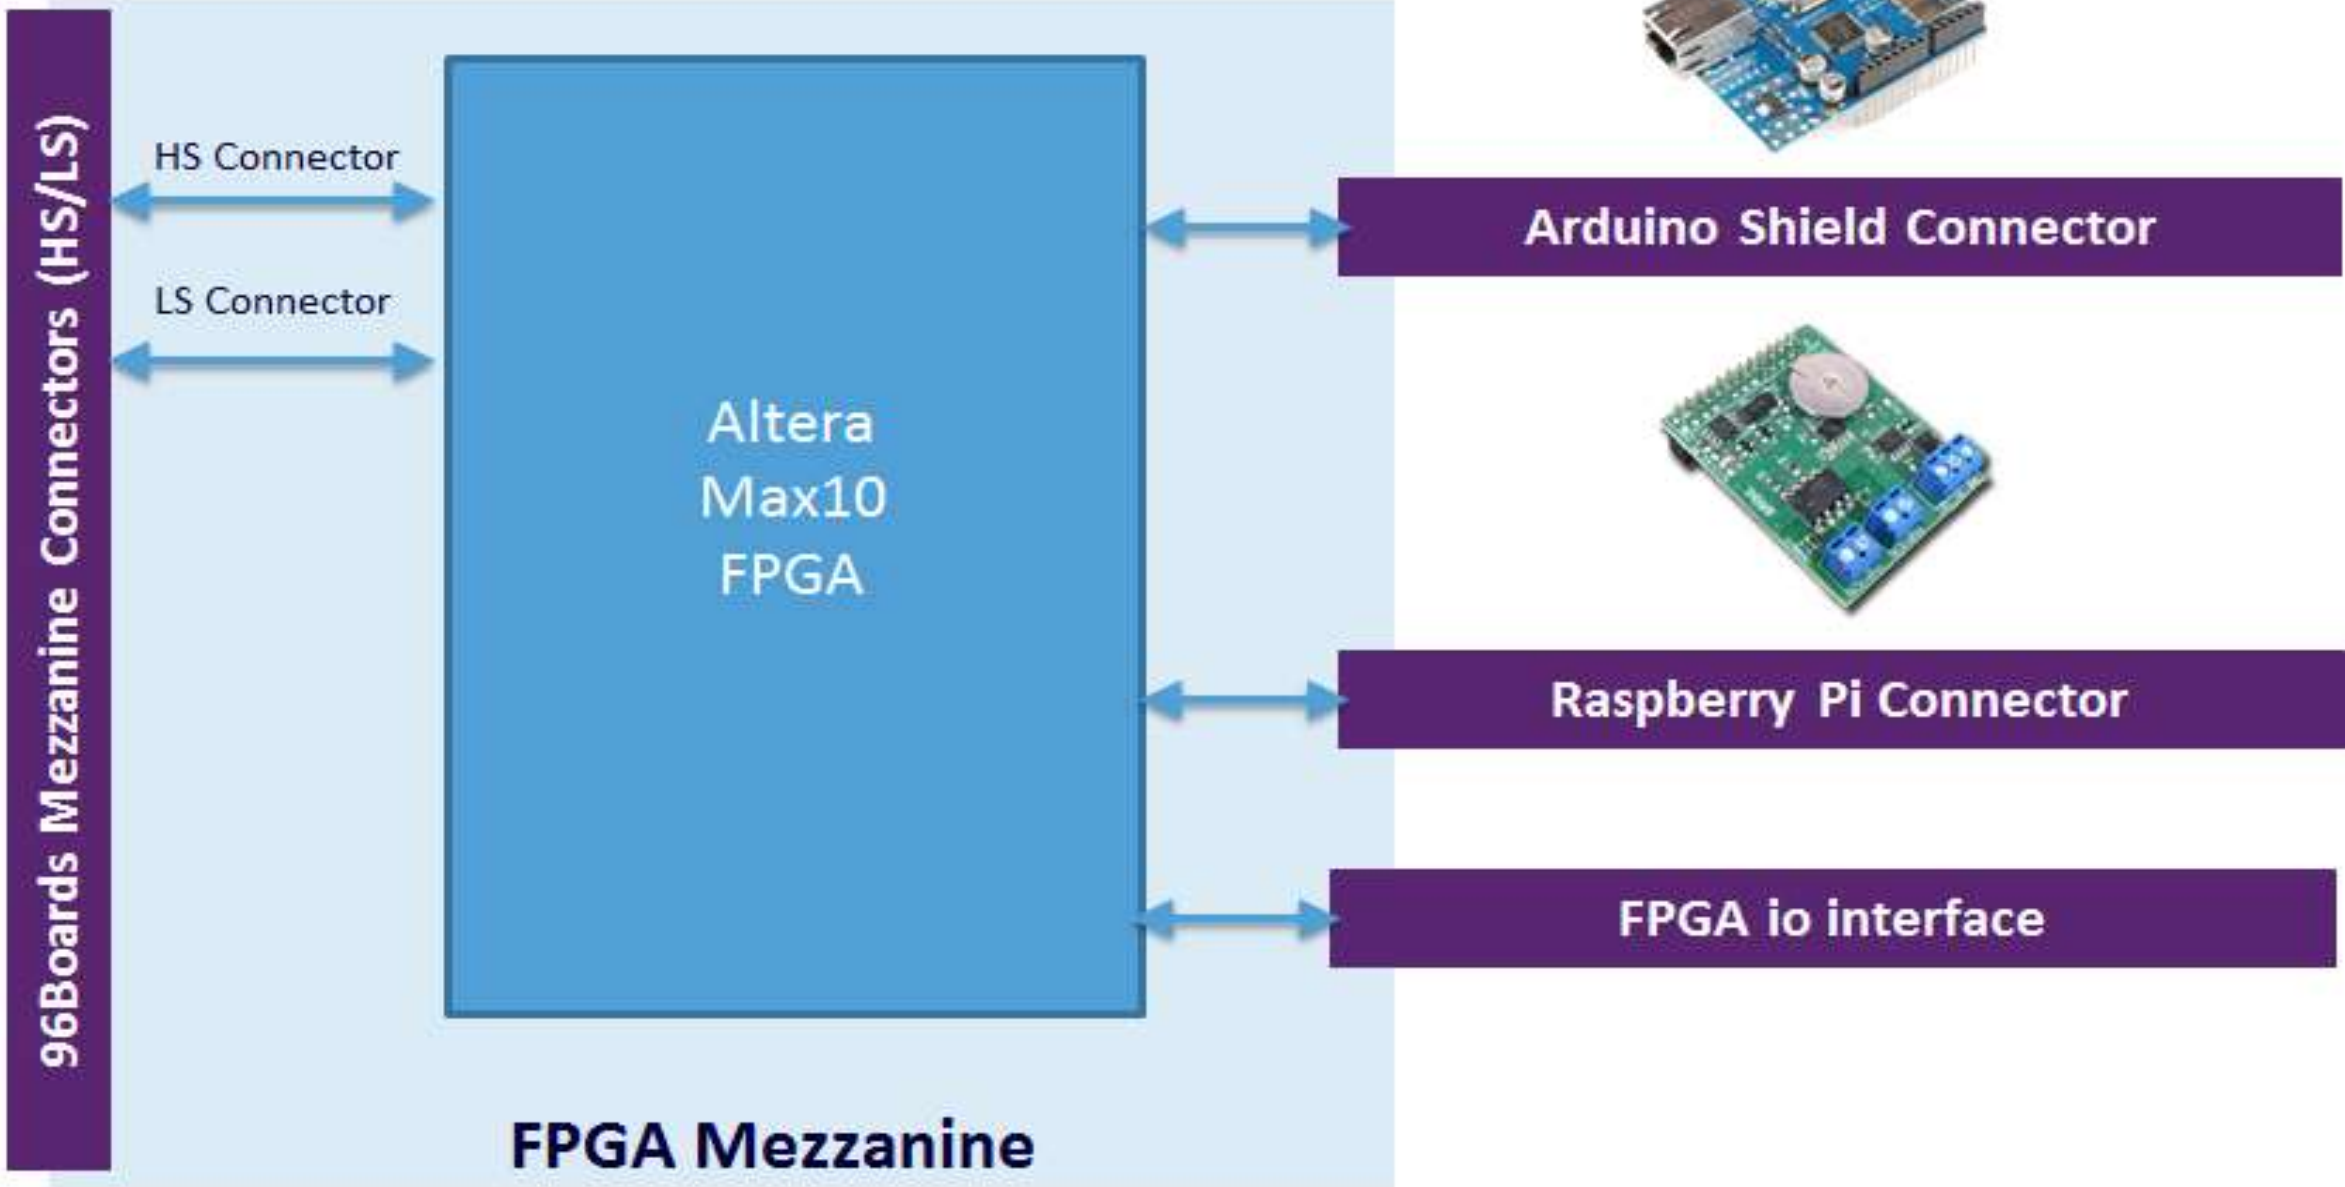 96Boards Mezzanine Connectors (HS/LS)
HS Connector
LS Connector
Altera
Max10
FPGA
Arduino Shield Connector
Raspberry Pi Connector
FPGA io interface
FPGA Mezzanine